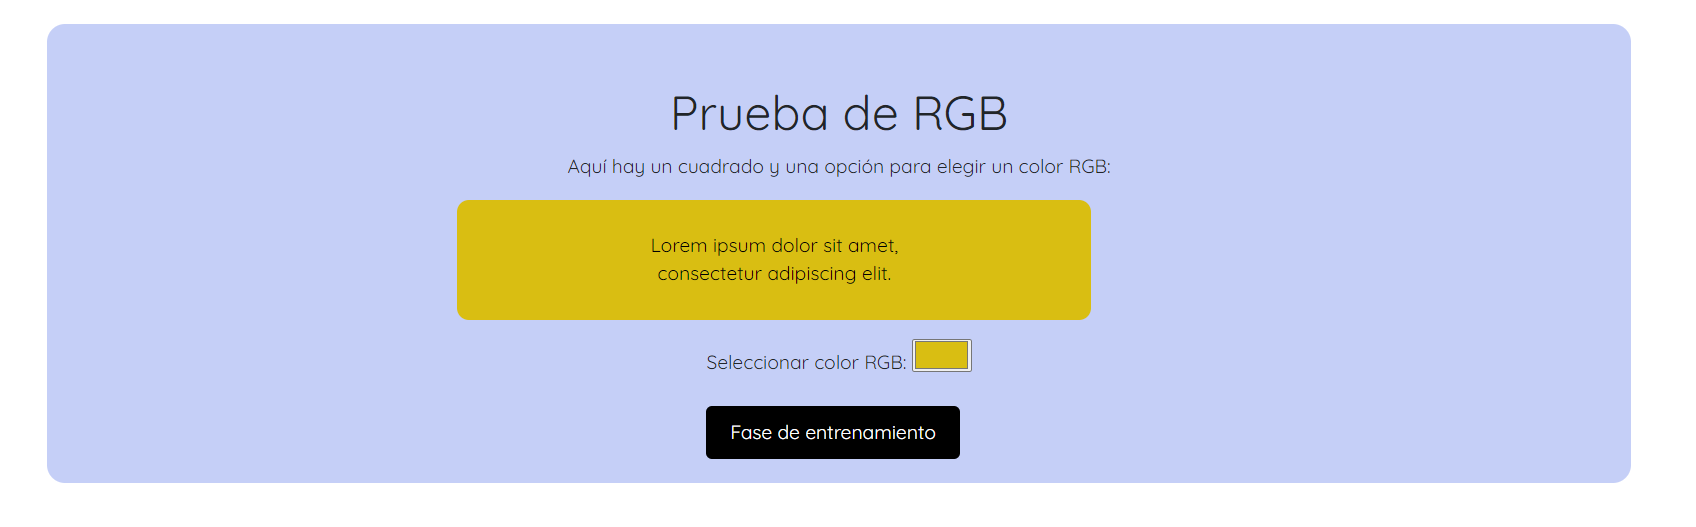 Prueba de RGB
Aquí hay un cuadrado y una opción para elegir un color RGB:
Lorem ipsum dolor sit amet,
consectetur adipiscing elit.
Seleccionar color RGB:
Fase de entrenamiento